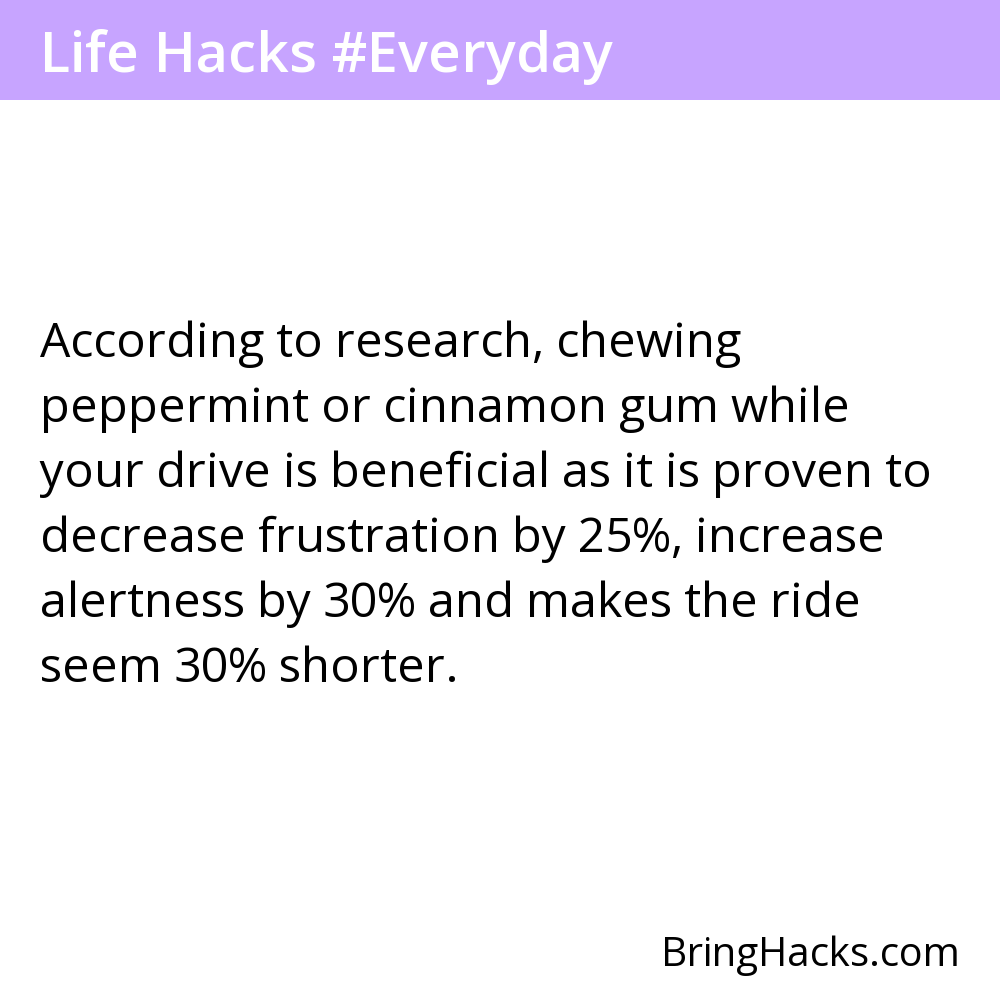 Life Hacks #Everyday
According to research, chewing
peppermint or cinnamon gum while
your drive is beneficial as it is proven to
decrease frustration by 25%, increase
alertness by 30% and makes the ride
seem 30% shorter.
BringHacks.com